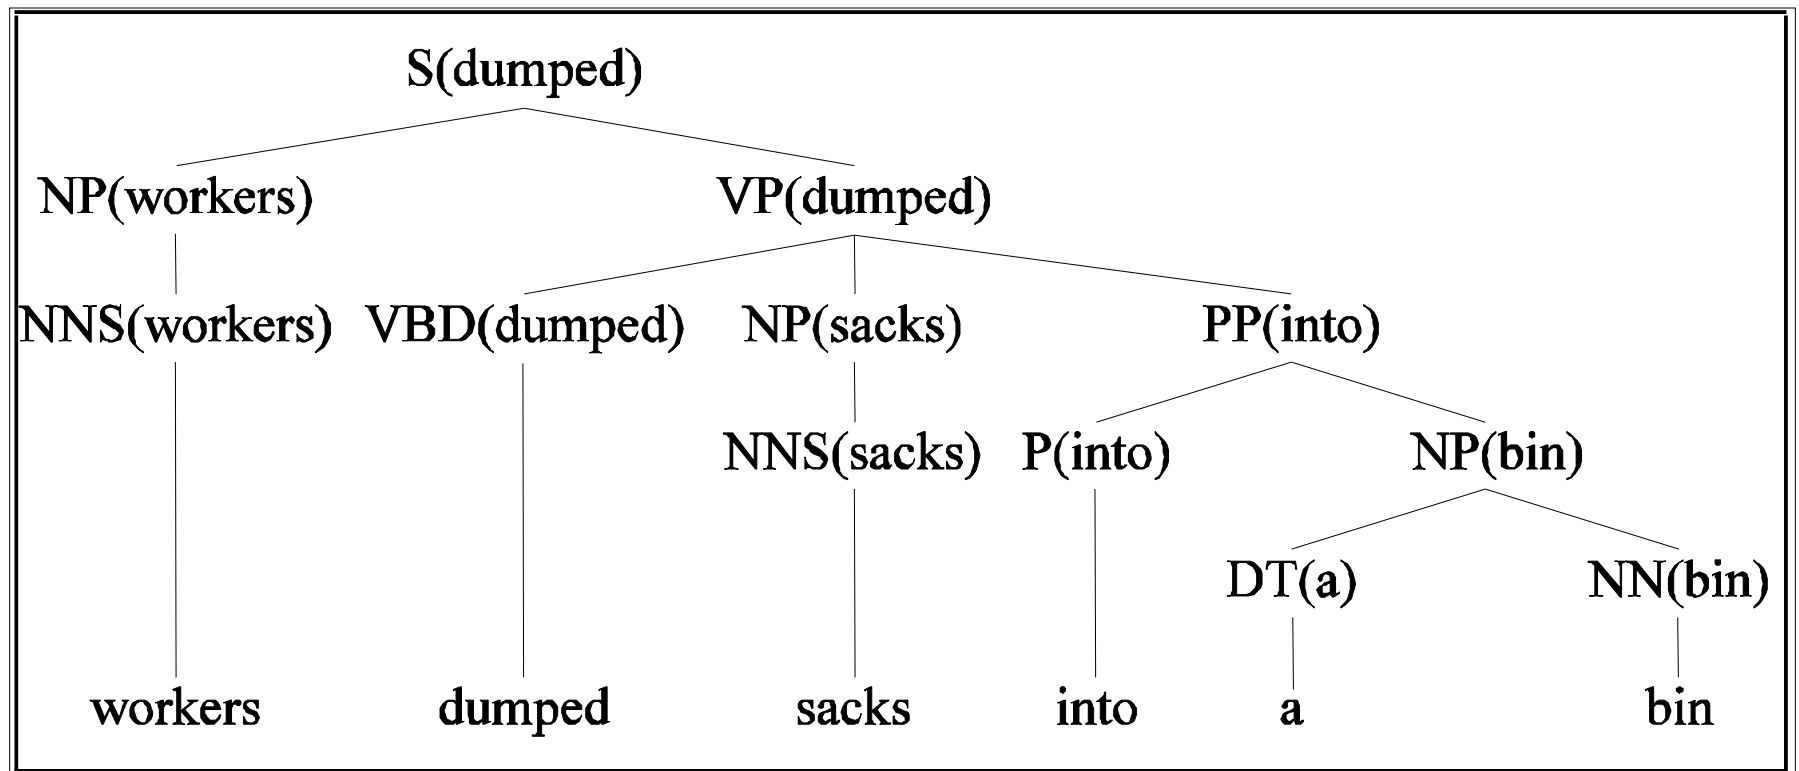 S(dumped)
NP(workers) VP(dumped)
NNS(workers) VBD(dumped) NP(sacks) PP(into)
NNS(sacks) P(into) NP(bin)
DT(a) NN(bin)
workers dumped sacks into a bin